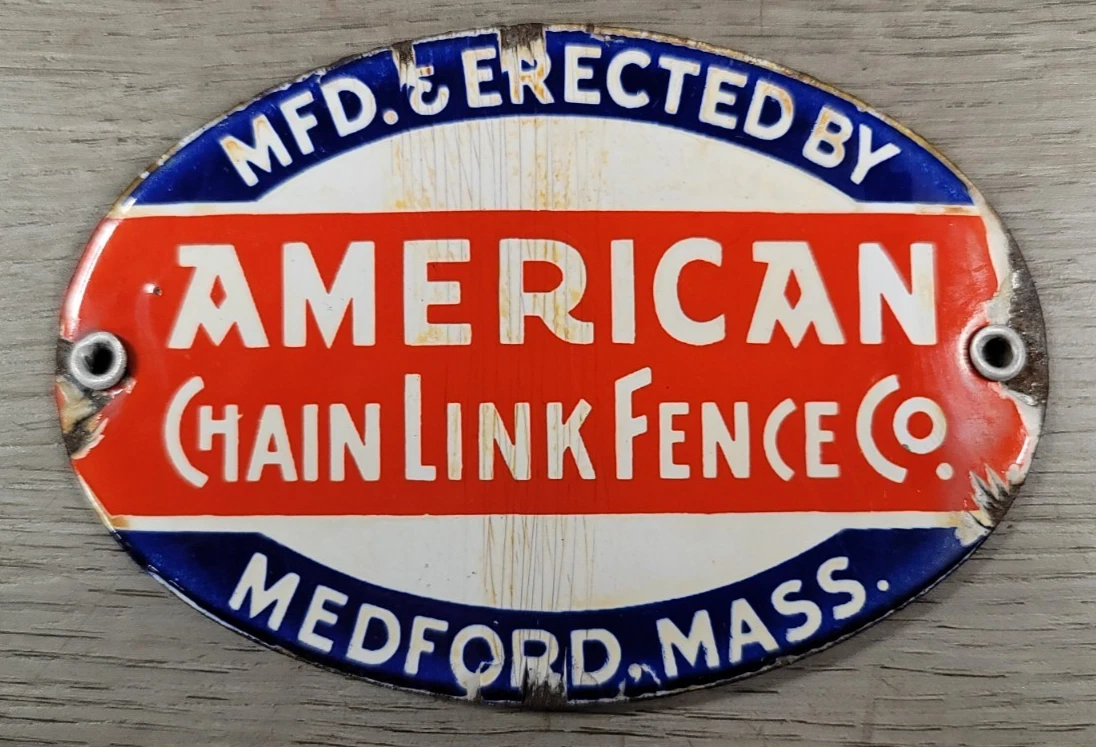 MFD. & ERECTED BY
AMERICAN
CHAIN LINK FENCE CO.
MEDFORD, MASS.